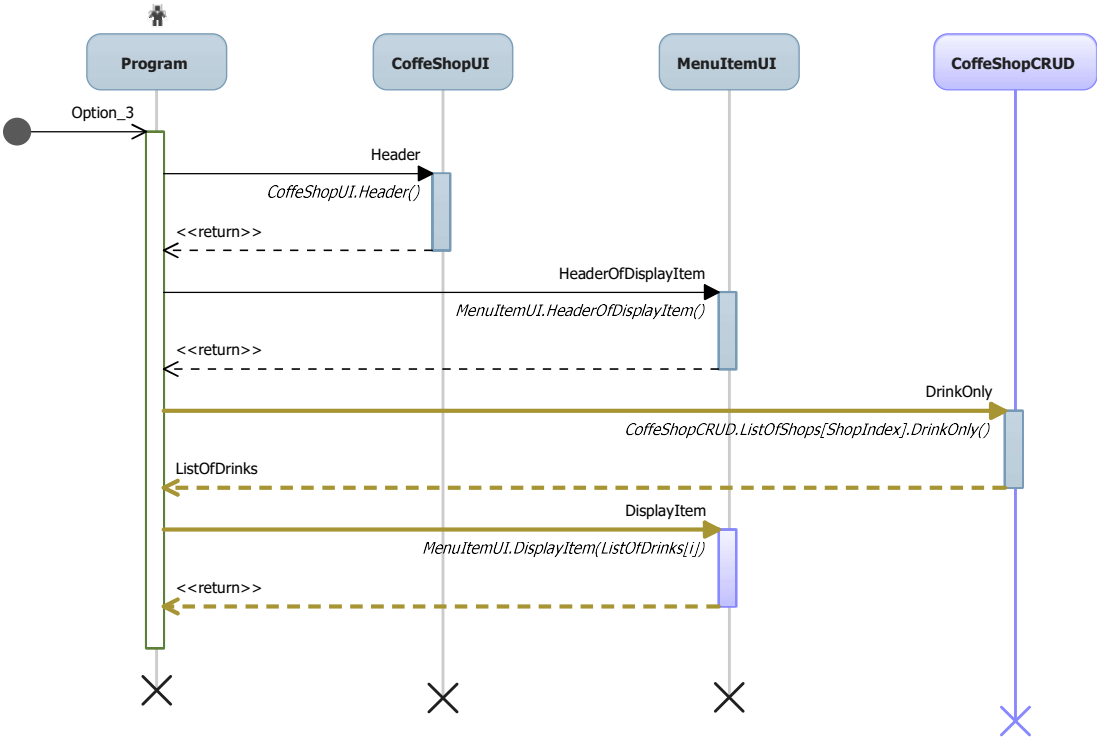 Program
CoffeShopUI
MenuItemUI
CoffeShopCRUD
Option_3
Header
CoffeShopUI.Header()
<<return>>
HeaderOfDisplayItem
MenuItemUI.HeaderOfDisplayItem()
<<return>>
DrinkOnly
CoffeShopCRUD.ListOfShops[ShopIndex].DrinkOnly()
ListOfDrinks
DisplayItem
MenuItemUI.DisplayItem(ListOfDrinks[i])
<<return>>